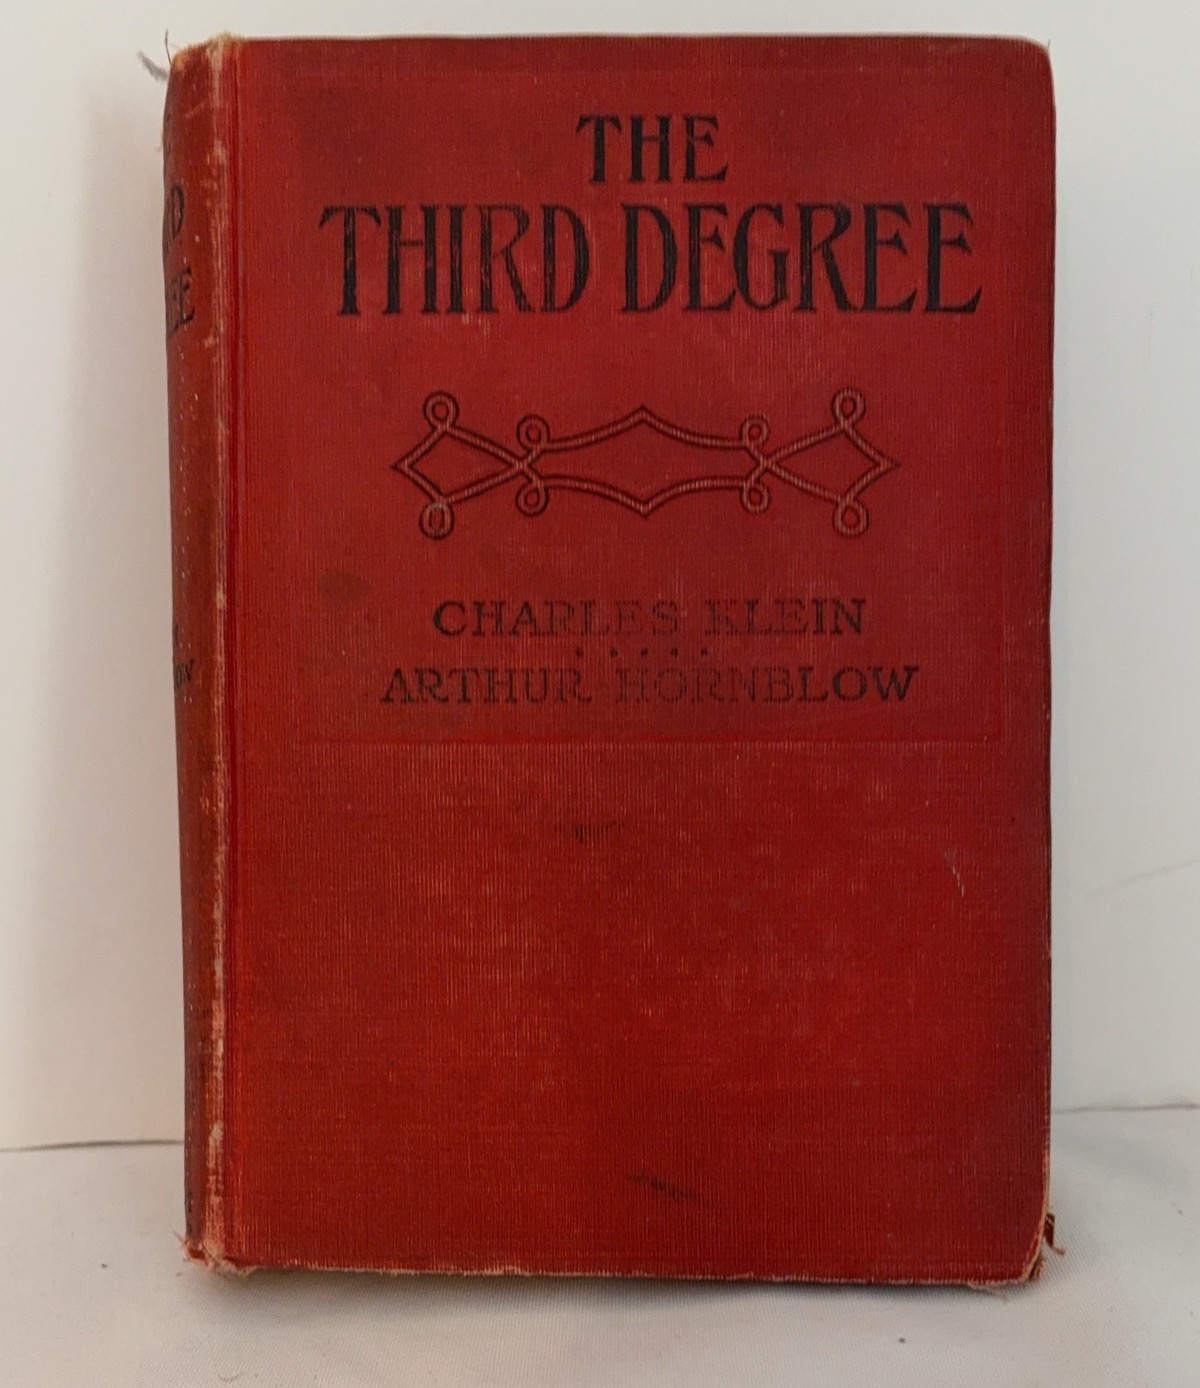 THE
THIRD DEGREE
CHARLES KLEIN
ARTHUR HORNBLOW